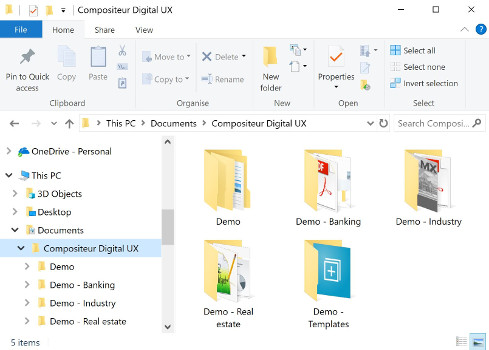 Compositeur Digital UX
File
Home
Share
View
Pin to Quick access
Copy
Paste
Move to
Copy to
Delete
Rename
New folder
Properties
Open
Select all
Select none
Invert selection
Clipboard
Organise
New
Open
Select
This PC > Documents > Compositeur Digital UX
Search Composi...
OneDrive - Personal
This PC
3D Objects
Desktop
Documents
Compositeur Digital UX
Demo
Demo - Banking
Demo - Industry
Demo - Real estate
Demo
Demo - Banking
MX
Demo - Industry
Demo - Real
estate
Demo -
Templates
5 items